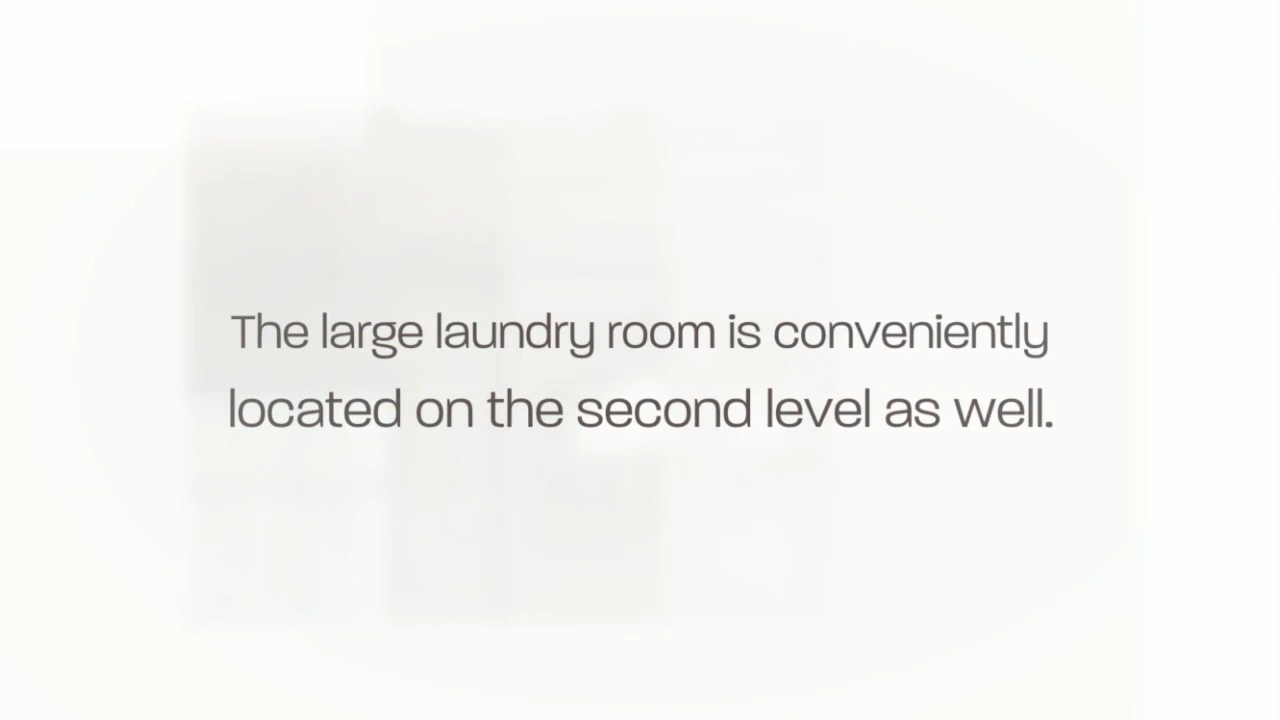 The large laundry room is conveniently
located on the second level as well.